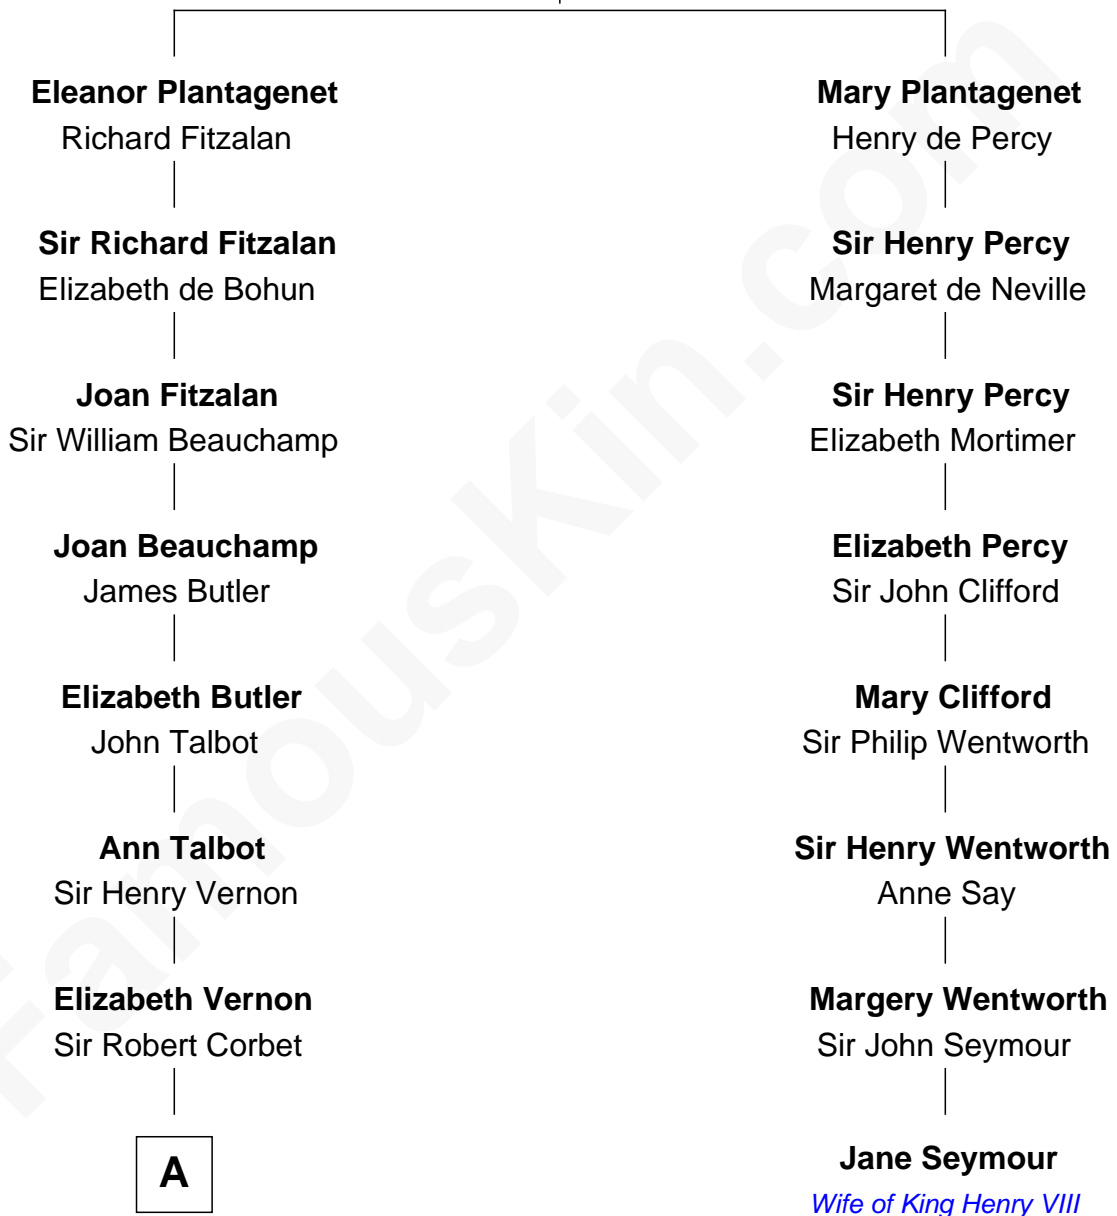 Eleanor Plantagenet
Richard Fitzalan
Sir Richard Fitzalan
Elizabeth de Bohun
Joan Fitzalan
Sir William Beauchamp
Joan Beauchamp
James Butler
Elizabeth Butler
John Talbot
Ann Talbot
Sir Henry Vernon
Elizabeth Vernon
Sir Robert Corbet
A
Mary Plantagenet
Henry de Percy
Sir Henry Percy
Margaret de Neville
Sir Henry Percy
Elizabeth Mortimer
Elizabeth Percy
Sir John Clifford
Mary Clifford
Sir Philip Wentworth
Sir Henry Wentworth
Anne Say
Margery Wentworth
Sir John Seymour
Jane Seymour
Wife of King Henry VIII
FamousKin.com